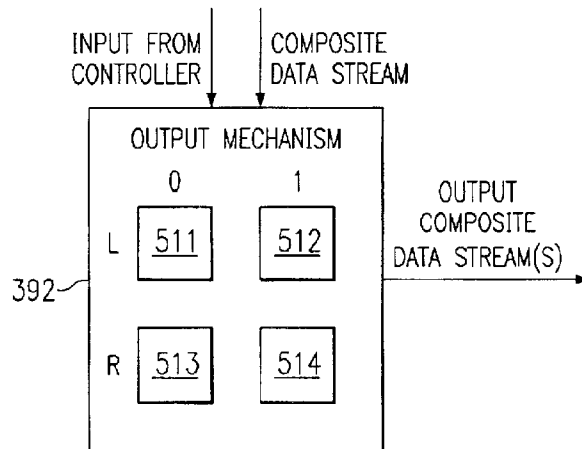 INPUT FROM
CONTROLLER
COMPOSITE
DATA STREAM
OUTPUT MECHANISM
0 1
L 511 512
392
R 513 514
OUTPUT
COMPOSITE
DATA STREAM(S)